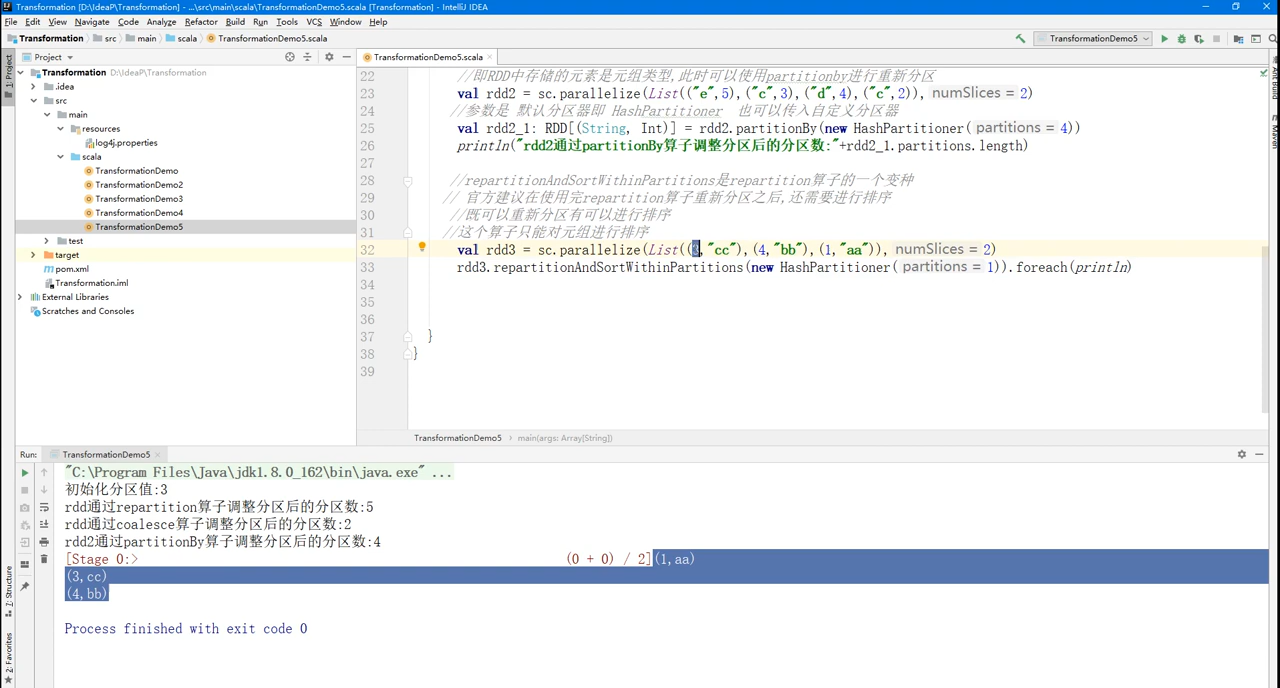 Transformation [D:\IdeaP\Transformation] - ...\src\main\scala\TransformationDemo5.scala [Transformation] - IntelliJ IDEA
File Edit View Navigate Code Analyze Refactor Build Run Tools VCS Window Help
Transformation src main scala TransformationDemo5.scala TransformationDemo5
Project
TransformationDemo5.scala
1: Project
Transformation D:\IdeaP\Transformation
.idea
src
main
resources
log4j.properties
scala
TransformationDemo
TransformationDemo2
TransformationDemo3
TransformationDemo4
TransformationDemo5
test
target
pom.xml
Transformation.iml
External Libraries
Scratches and Consoles
22 //即RDD中存储的元素是元组类型,此时可以使用partitionby进行重新分区
23 val rdd2 = sc.parallelize(List(("e",5),("c",3),("d",4),("c",2)), numSlices = 2)
24 //参数是 默认分区器即 HashPartitioner 也可以传入自定义分区器
25 val rdd2_1: RDD[(String, Int)] = rdd2.partitionBy(new HashPartitioner( partitions = 4))
26 println("rdd2通过partitionBy算子调整分区后的分区数:"+rdd2_1.partitions.length)
27
28 //repartitionAndSortWithinPartitions是repartition算子的一个变种
29 // 官方建议在使用完repartition算子重新分区之后,还需要进行排序
30 //既可以重新分区有可以进行排序
31 //这个算子只能对元组进行排序
32 val rdd3 = sc.parallelize(List((3,"cc"),(4,"bb"),(1,"aa")), numSlices = 2)
33 rdd3.repartitionAndSortWithinPartitions(new HashPartitioner( partitions = 1)).foreach(println)
34
35
36
37 }
38 }
39
Maven
TransformationDemo5 › main(args: Array[String])
Run: TransformationDemo5
"C:\Program Files\Java\jdk1.8.0_162\bin\java.exe" ...
初始化分区值:3
rdd通过repartition算子调整分区后的分区数:5
rdd通过coalesce算子调整分区后的分区数:2
rdd2通过partitionBy算子调整分区后的分区数:4
[Stage 0:> (0 + 0) / 2](1,aa)
(3,cc)
(4,bb)
Process finished with exit code 0
7: Structure
2: Favorites